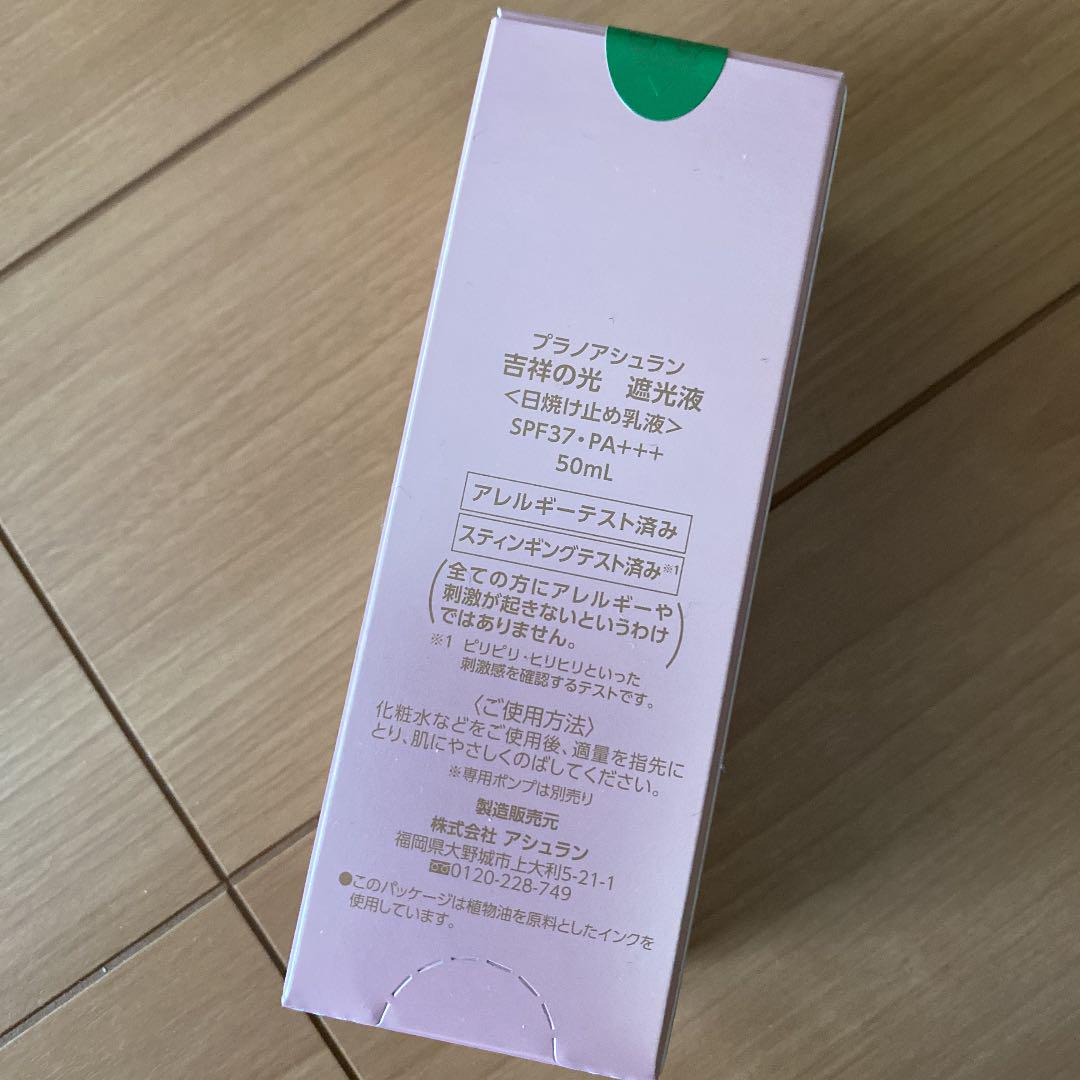 プラノアシュラン
吉祥の光　遮光液
＜日焼け止め乳液＞
SPF37・PA+++
50mL
アレルギーテスト済み
スティンギングテスト済み※1
(全ての方にアレルギーや
刺激が起きないというわけ
ではありません。)
※1 ピリピリ・ヒリヒリといった
刺激感を確認するテストです。
〈ご使用方法〉
化粧水などをご使用後、適量を指先に
とり、肌にやさしくのばしてください。
※専用ポンプは別売り
製造販売元
株式会社 アシュラン
福岡県大野城市上大利5-21-1
0120-228-749
●このパッケージは植物油を原料としたインクを
使用しています。